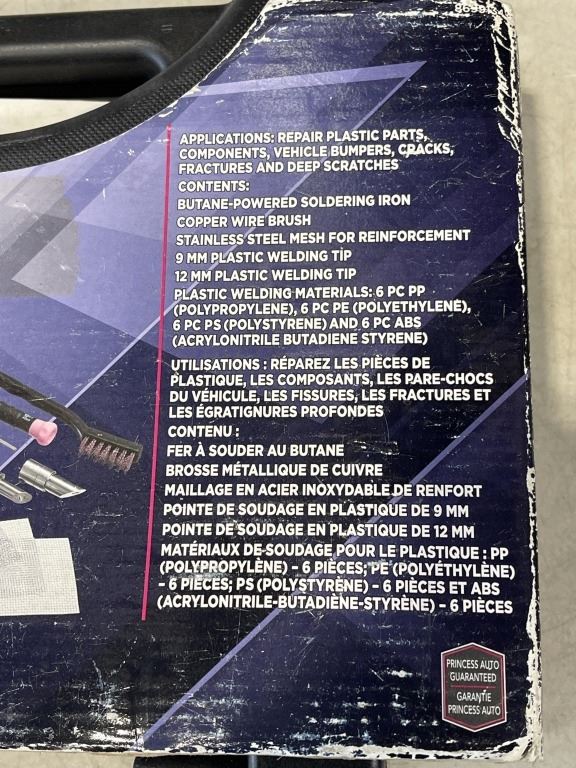 APPLICATIONS: REPAIR PLASTIC PARTS,
COMPONENTS, VEHICLE BUMPERS, CRACKS,
FRACTURES AND DEEP SCRATCHES
CONTENTS:
BUTANE-POWERED SOLDERING IRON
COPPER WIRE BRUSH
STAINLESS STEEL MESH FOR REINFORCEMENT
9 MM PLASTIC WELDING TIP
12 MM PLASTIC WELDING TIP
PLASTIC WELDING MATERIALS: 6 PC PP
(POLYPROPYLENE), 6 PC PE (POLYETHYLENE),
6 PC PS (POLYSTYRENE) AND 6 PC ABS
(ACRYLONITRILE BUTADIENE STYRENE)
UTILISATIONS : RÉPAREZ LES PIÈCES DE
PLASTIQUE, LES COMPOSANTS, LES PARE-CHOCS
DU VÉHICULE, LES FISSURES, LES FRACTURES ET
LES ÉGRATIGNURES PROFONDES
CONTENU :
FER À SOUDER AU BUTANE
BROSSE MÉTALLIQUE DE CUIVRE
MAILLAGE EN ACIER INOXYDABLE DE RENFORT
POINTE DE SOUDAGE EN PLASTIQUE DE 9 MM
POINTE DE SOUDAGE EN PLASTIQUE DE 12 MM
MATÉRIAUX DE SOUDAGE POUR LE PLASTIQUE : PP
(POLYPROPYLÈNE) – 6 PIÈCES; PE (POLYÉTHYLÈNE)
– 6 PIÈCES; PS (POLYSTYRÈNE) – 6 PIÈCES ET ABS
(ACRYLONITRILE-BUTADIÈNE-STYRÈNE) – 6 PIÈCES
PRINCESS AUTO
GUARANTEED
GARANTIE
PRINCESS AUTO